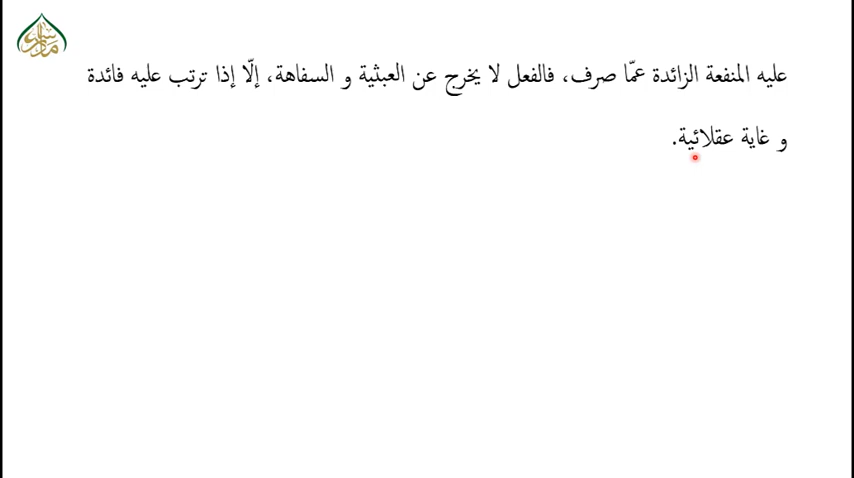 عليه المنفعة الزائدة عمّا صرف، فالفعل لا يخرج عن العبثية و السفاهة، إلّا إذا ترتب عليه فائدة
و غاية عقلائية.